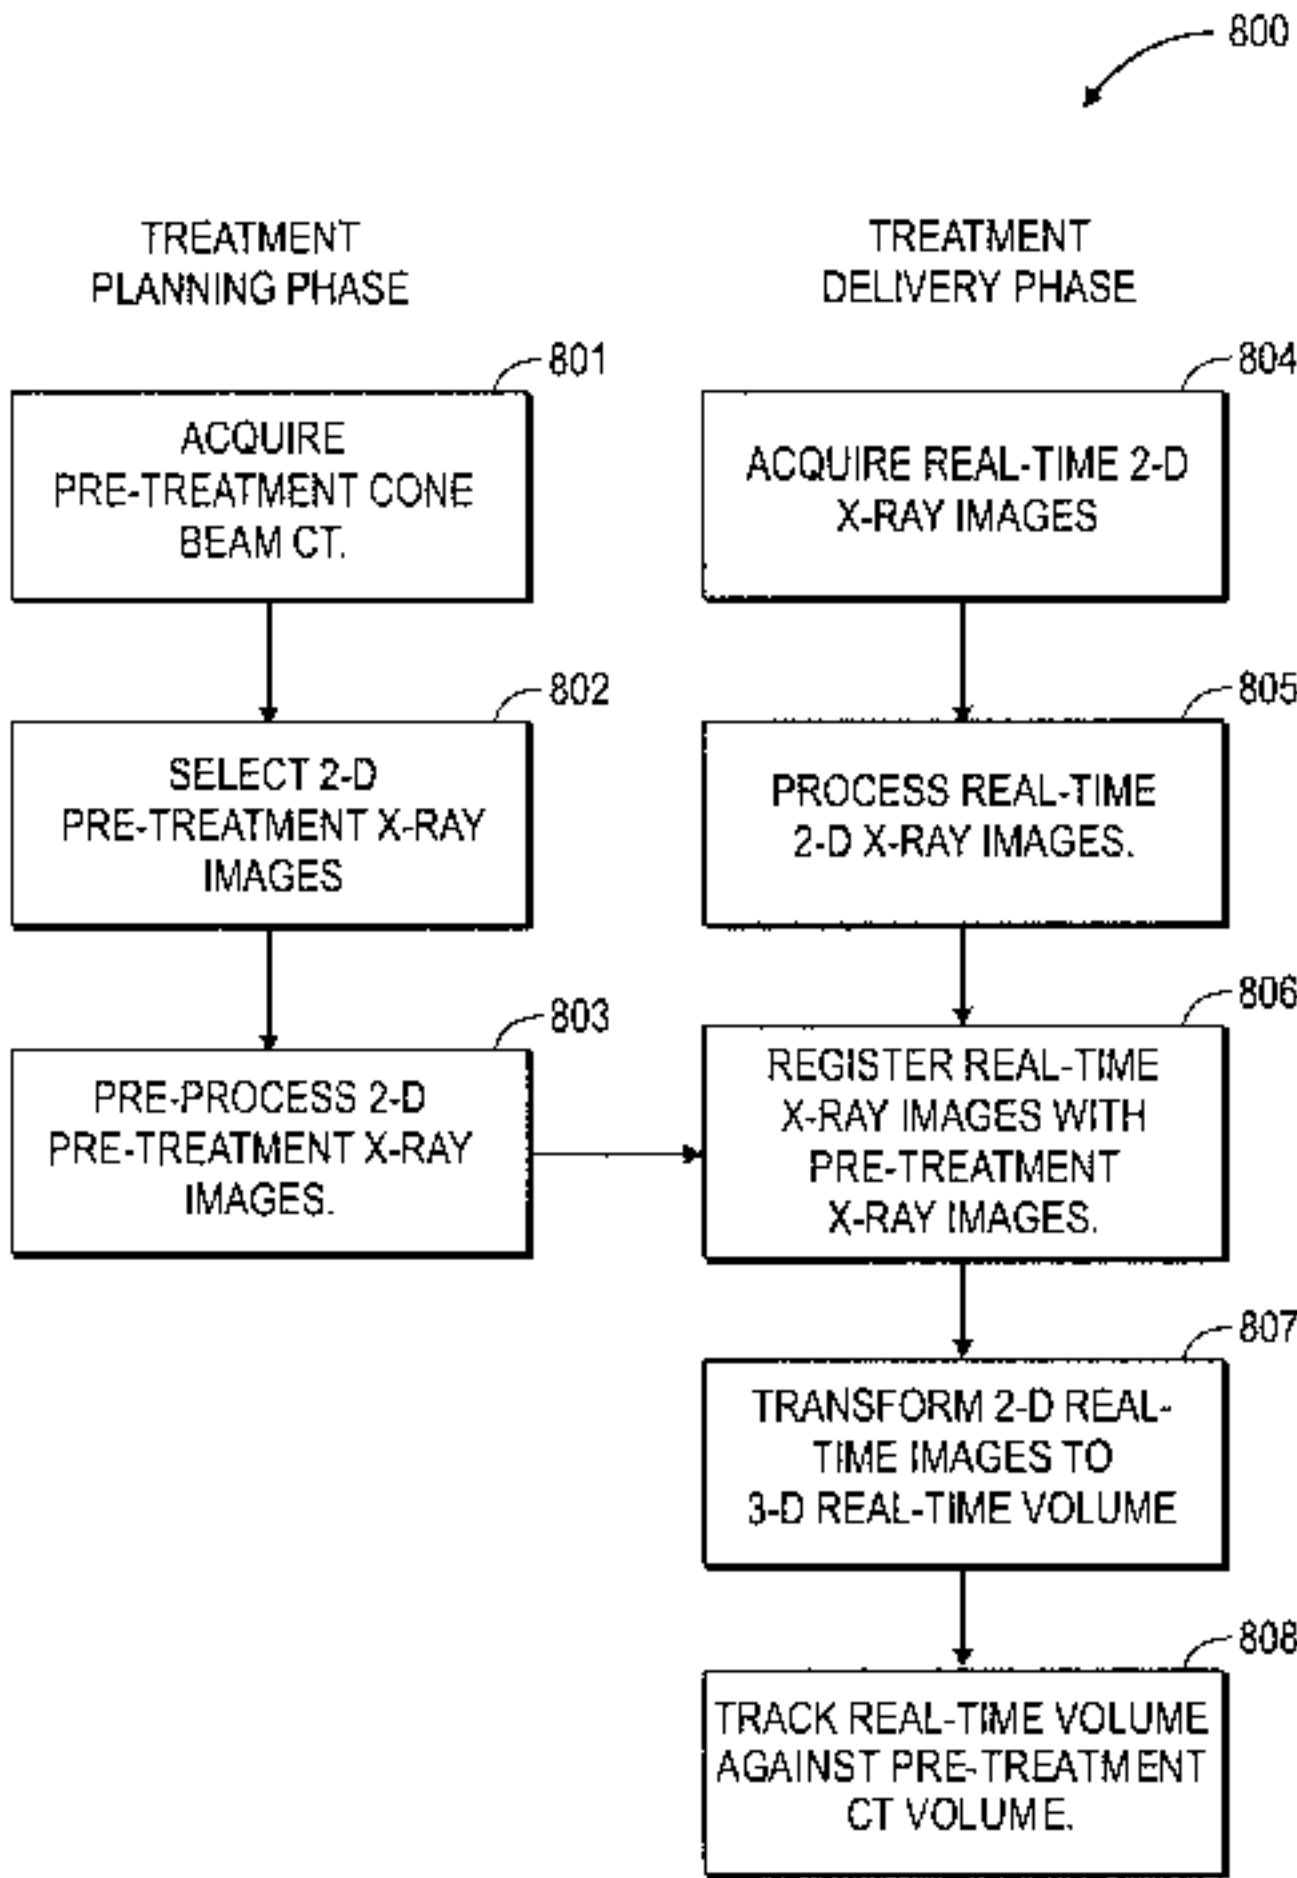 800
TREATMENT
PLANNING PHASE
801
ACQUIRE
PRE-TREATMENT CONE
BEAM CT.
802
SELECT 2-D
PRE-TREATMENT X-RAY
IMAGES
803
PRE-PROCESS 2-D
PRE-TREATMENT X-RAY
IMAGES.
TREATMENT
DELIVERY PHASE
804
ACQUIRE REAL-TIME 2-D
X-RAY IMAGES
805
PROCESS REAL-TIME
2-D X-RAY IMAGES.
806
REGISTER REAL-TIME
X-RAY IMAGES WITH
PRE-TREATMENT
X-RAY IMAGES.
807
TRANSFORM 2-D REAL-
TIME IMAGES TO
3-D REAL-TIME VOLUME
808
TRACK REAL-TIME VOLUME
AGAINST PRE-TREATMENT
CT VOLUME.